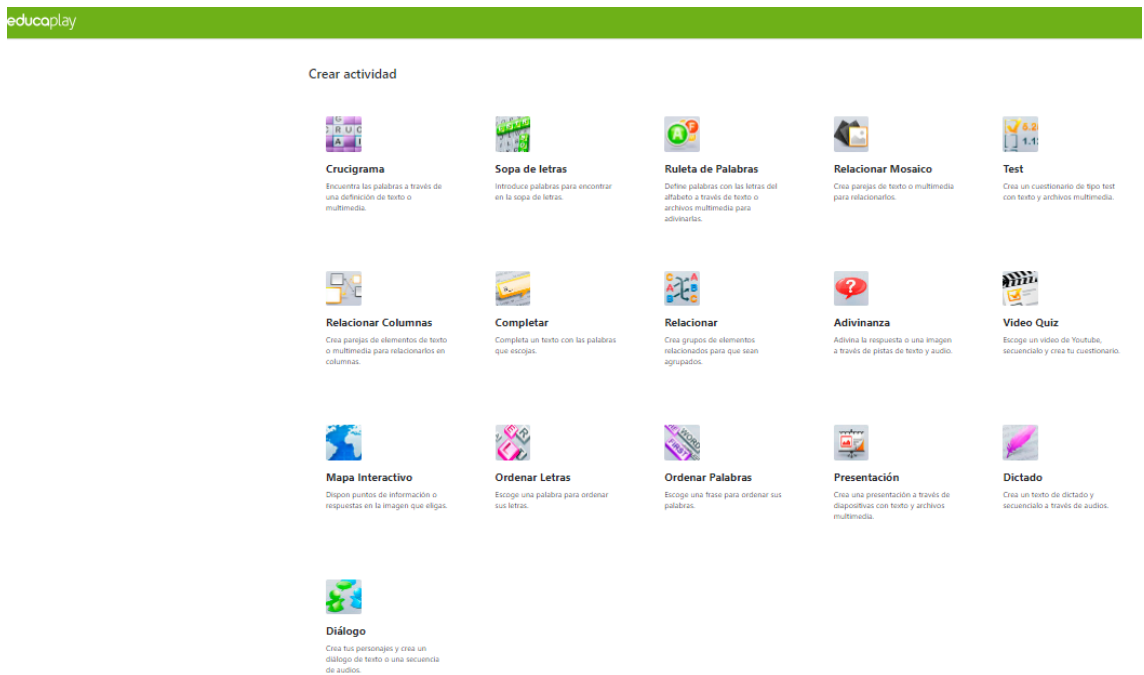 educaplay
Crear actividad
Crucigrama
Encuentra las palabras a través de
una definición de texto o
multimedia.
Sopa de letras
Introduce palabras para encontrar
en la sopa de letras.
Ruleta de Palabras
Define palabras con las letras del
alfabeto a través de texto o
archivos multimedia para
adivinarlas.
Relacionar Mosaico
Crea parejas de texto o multimedia
para relacionarlos.
Test
Crea un cuestionario de tipo test
con texto y archivos multimedia.
Relacionar Columnas
Crea parejas de elementos de texto
o multimedia para relacionarlos en
columnas.
Completar
Completa un texto con las palabras
que escojas.
Relacionar
Crea grupos de elementos
relacionados para que sean
agrupados.
Adivinanza
Adivina la respuesta o una imagen
a través de pistas de texto y audio.
Video Quiz
Escoge un video de Youtube,
secuencialo y crea tu cuestionario.
Mapa Interactivo
Dispon puntos de información o
respuestas en la imagen que eligas.
Ordenar Letras
Escoge una palabra para ordenar
sus letras.
Ordenar Palabras
Escoge una frase para ordenar sus
palabras.
Presentación
Crea una presentación a través de
diapositivas con texto y archivos
multimedia.
Dictado
Crea un texto de dictado y
secuencialo a través de audios.
Diálogo
Crea tus personajes y crea un
diálogo de texto o una secuencia
de audios.